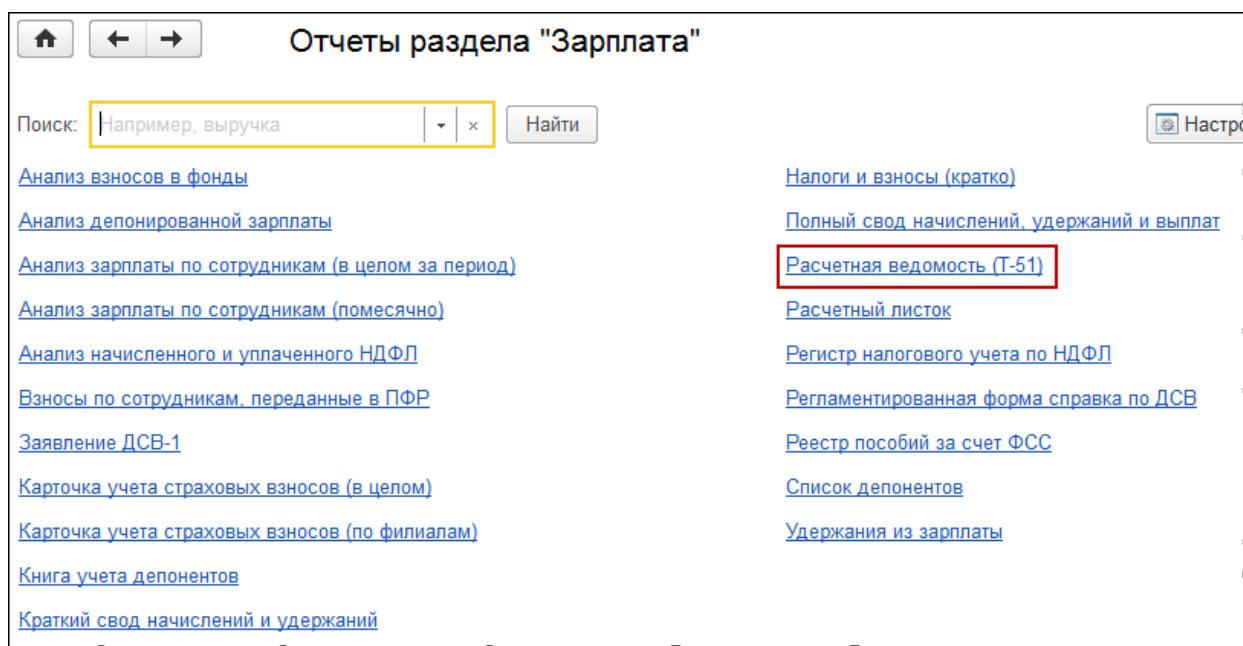 Отчеты раздела "Зарплата"
Поиск: Например, выручка Найти
Анализ взносов в фонды
Анализ депонированной зарплаты
Анализ зарплаты по сотрудникам (в целом за период)
Анализ зарплаты по сотрудникам (помесячно)
Анализ начисленного и уплаченного НДФЛ
Взносы по сотрудникам, переданные в ПФР
Заявление ДСВ-1
Карточка учета страховых взносов (в целом)
Карточка учета страховых взносов (по филиалам)
Книга учета депонентов
Краткий свод начислений и удержаний
Налоги и взносы (кратко)
Полный свод начислений, удержаний и выплат
Расчетная ведомость (Т-51)
Расчетный листок
Регистр налогового учета по НДФЛ
Регламентированная форма справка по ДСВ
Реестр пособий за счет ФСС
Список депонентов
Удержания из зарплаты